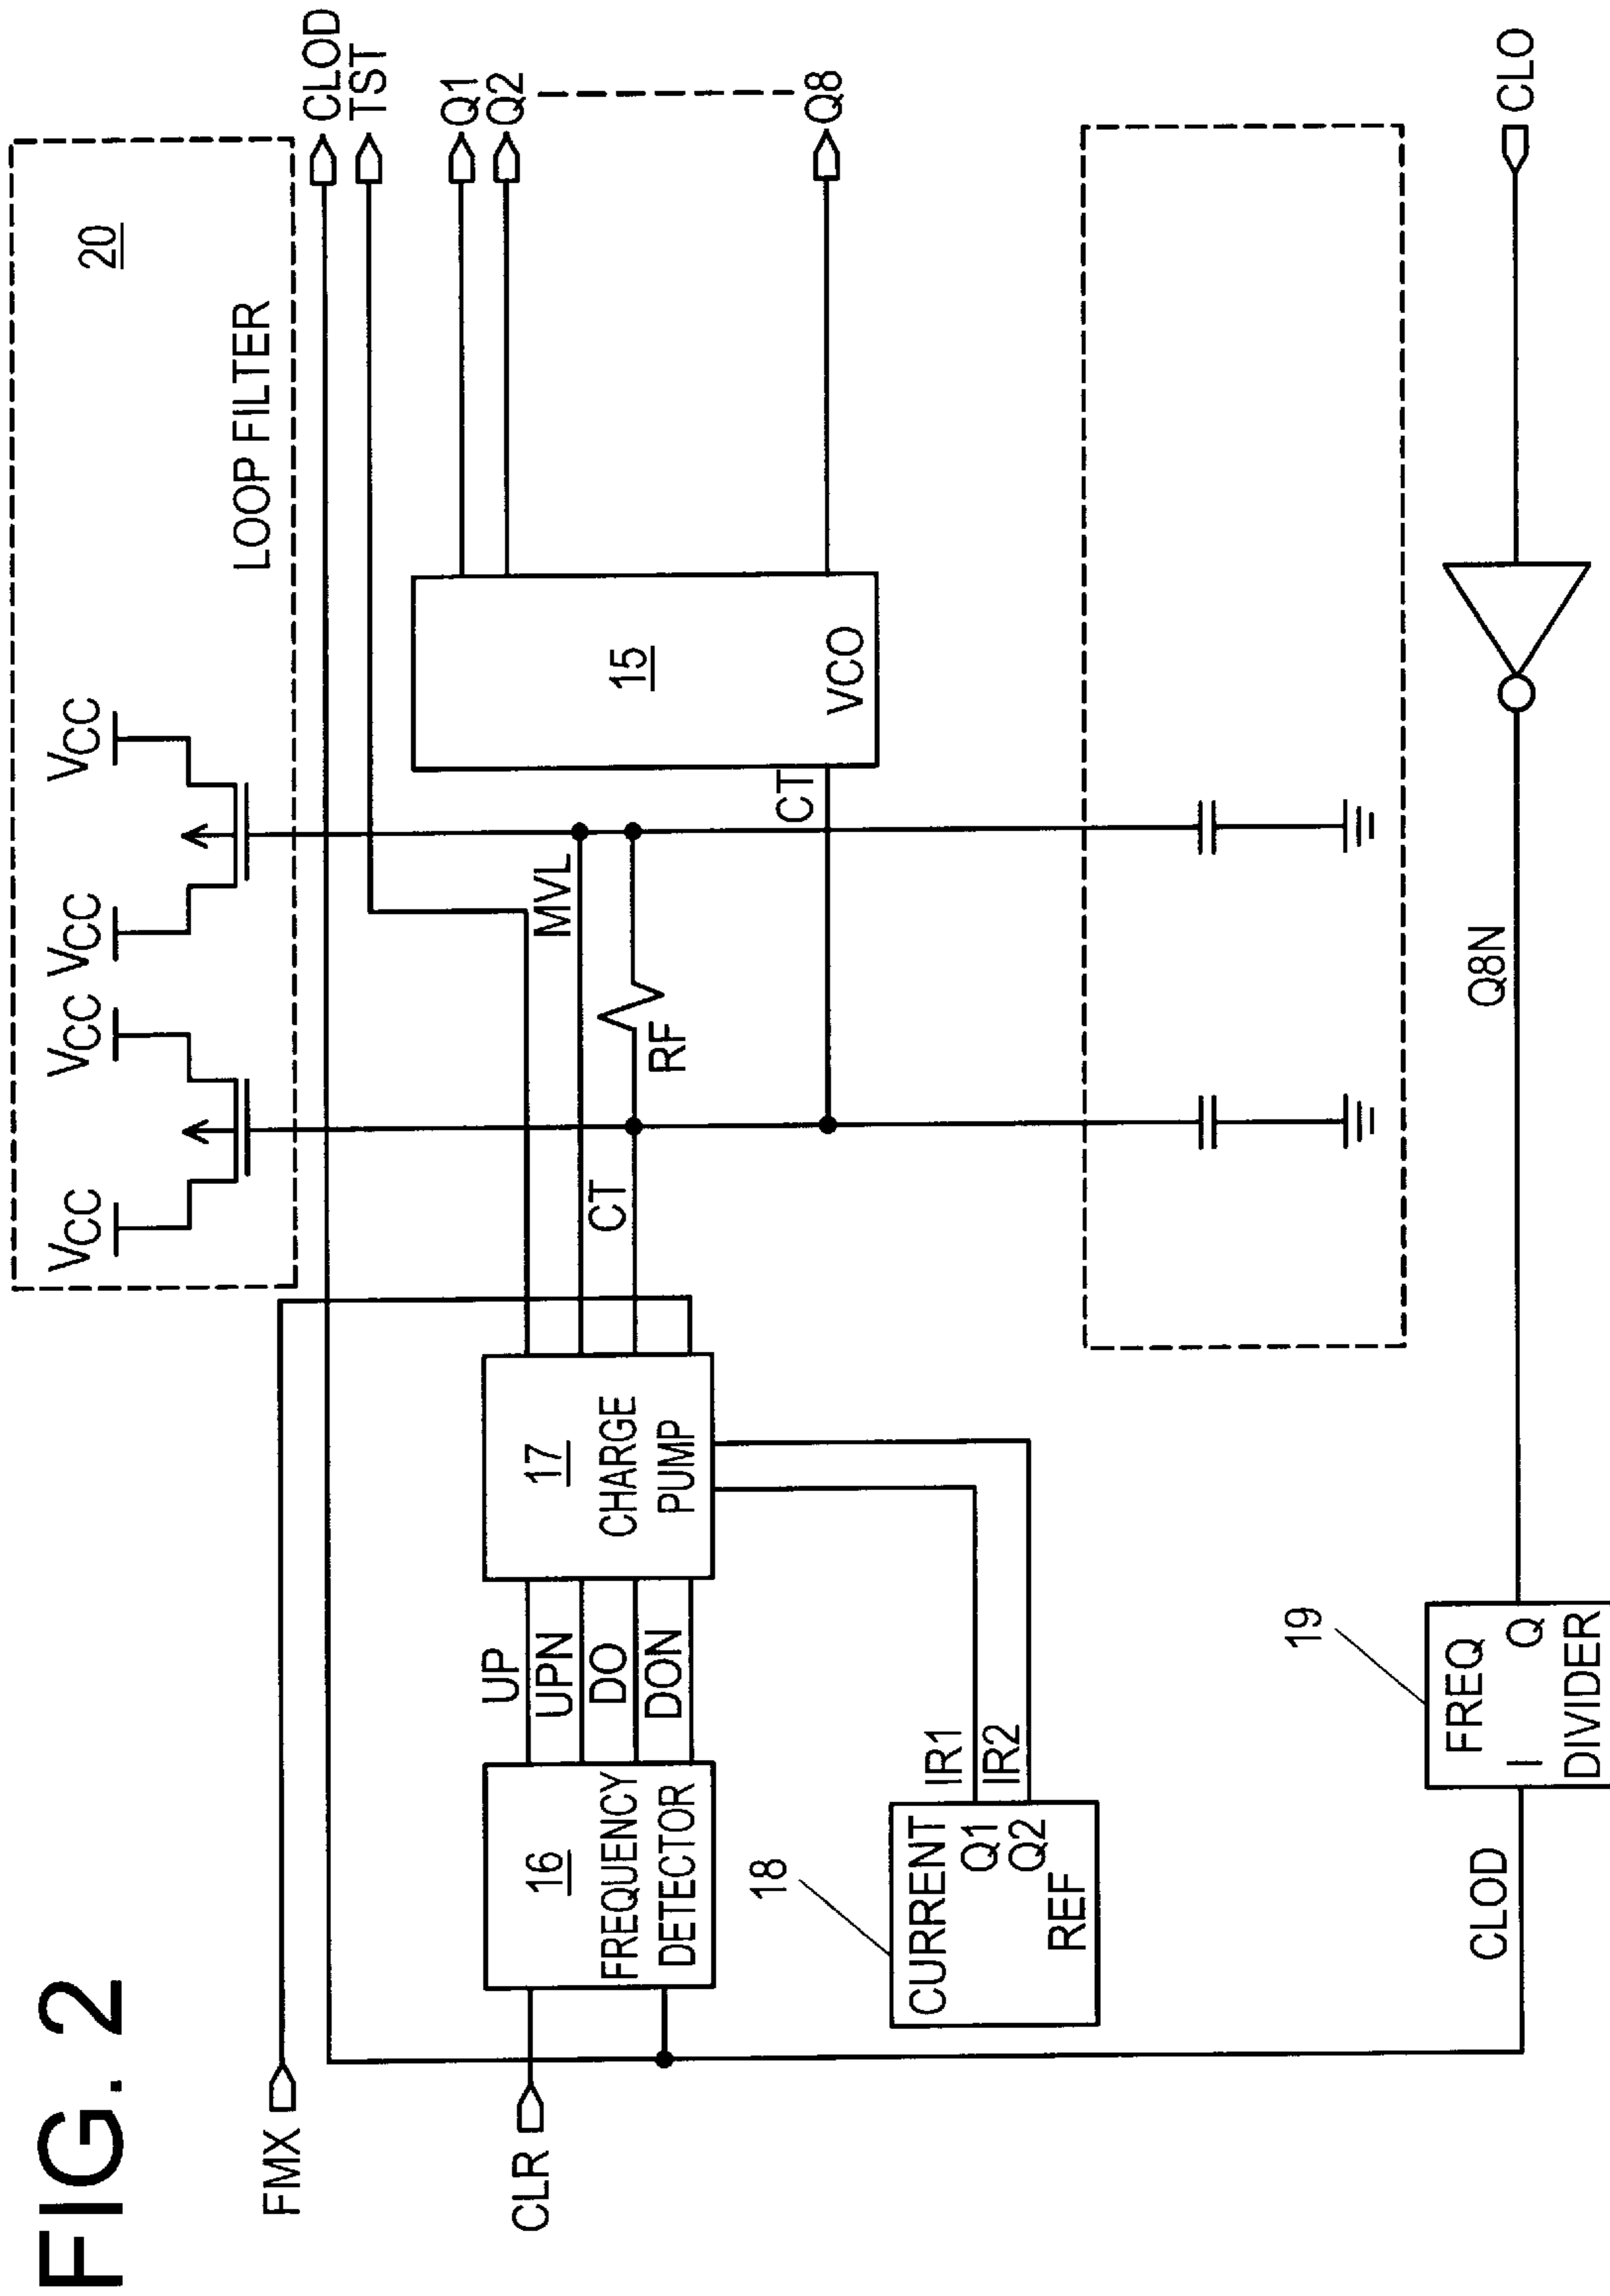 FIG. 2
20
LOOP FILTER
VCC
VCC
VCC
VCC
FMX
CLOD
TST
CLR
16
FREQUENCY
DETECTOR
UP
UPN
DO
DON
17
CHARGE
PUMP
MVL
CT
RF
CT
15
VCO
Q1
Q2
Q8
18
CURRENT
Q1
Q2
REF
IR1
IR2
19
FREQ
I Q
DIVIDER
CLOD
Q8N
CLO